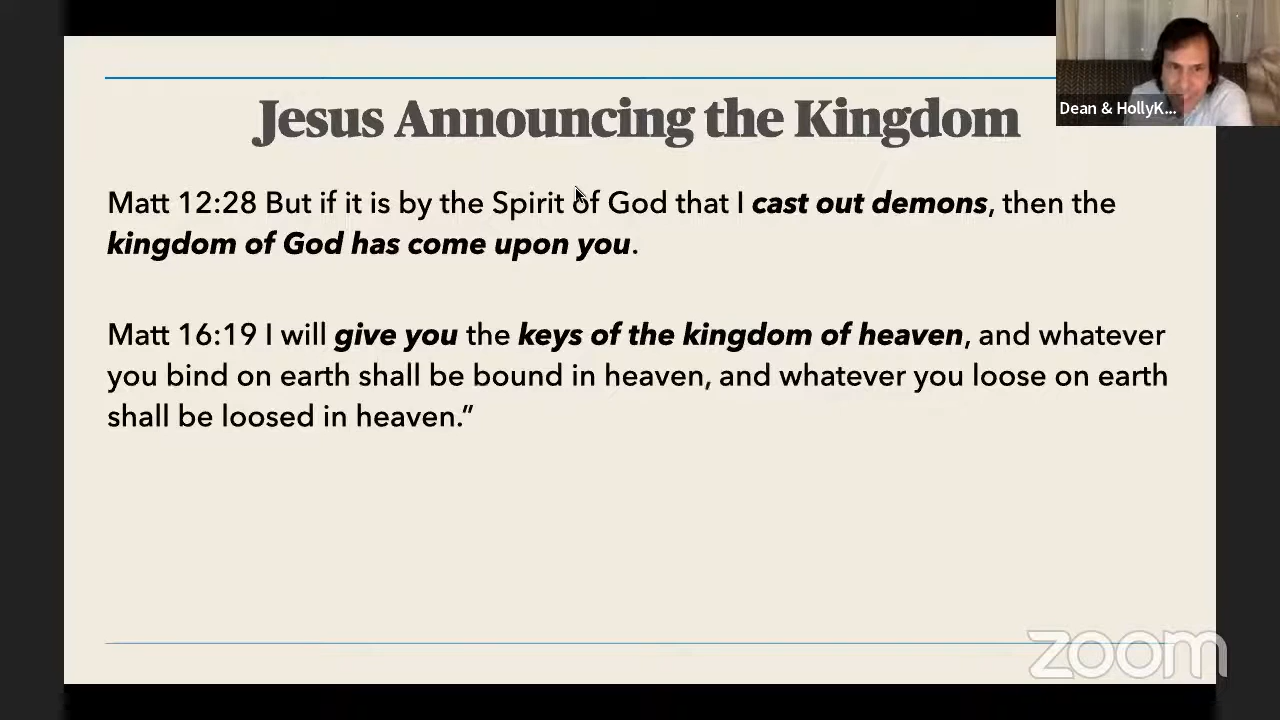 Jesus Announcing the Kingdom
Dean & HollyK...
Matt 12:28 But if it is by the Spirit of God that I cast out demons, then the
kingdom of God has come upon you.
Matt 16:19 I will give you the keys of the kingdom of heaven, and whatever
you bind on earth shall be bound in heaven, and whatever you loose on earth
shall be loosed in heaven.”
zoom